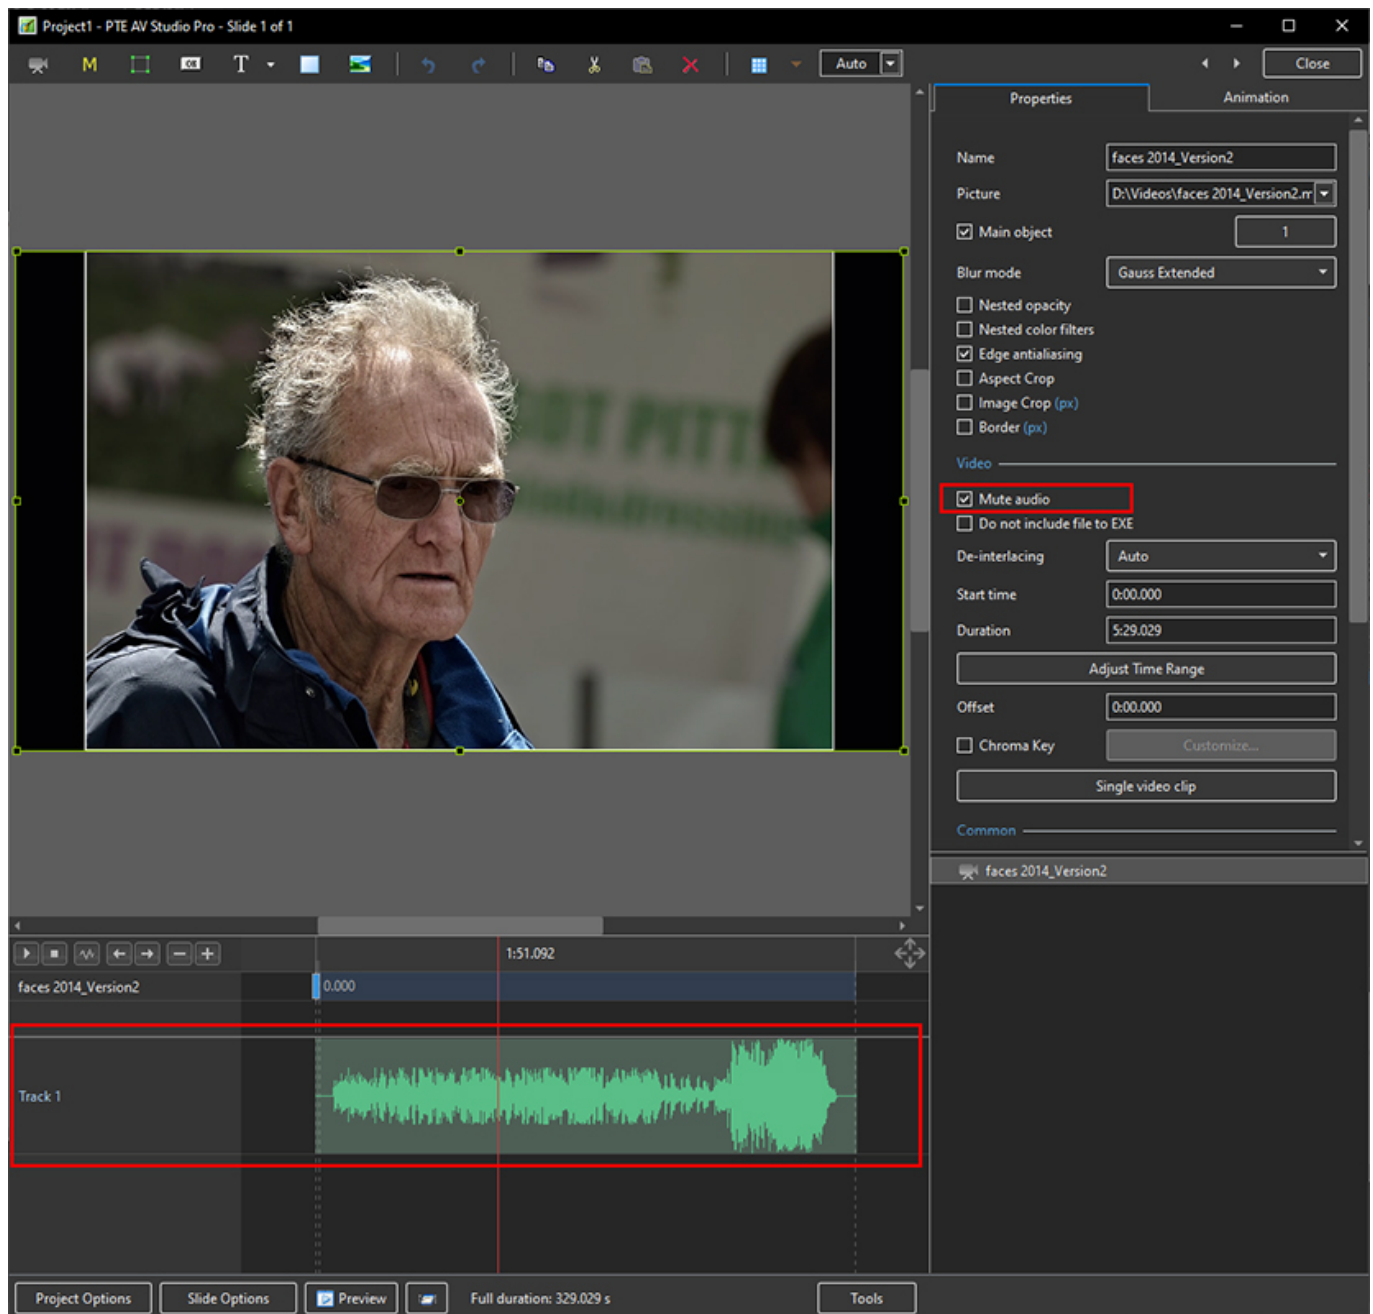 Project1 - PTE AV Studio Pro - Slide 1 of 1
M OK T Auto Close
Properties Animation
Name faces 2014_Version2
Picture D:\Videos\faces 2014_Version2.m
Main object 1
Blur mode Gauss Extended
Nested opacity
Nested color filters
Edge antialiasing
Aspect Crop
Image Crop (px)
Border (px)
Video
Mute audio
Do not include file to EXE
De-interlacing Auto
Start time 0:00.000
Duration 5:29.029
Adjust Time Range
Offset 0:00.000
Chroma Key Customize...
Single video clip
Common
faces 2014_Version2
1:51.092
faces 2014_Version2 0.000
Track 1
Project Options Slide Options Preview Full duration: 329.029 s Tools